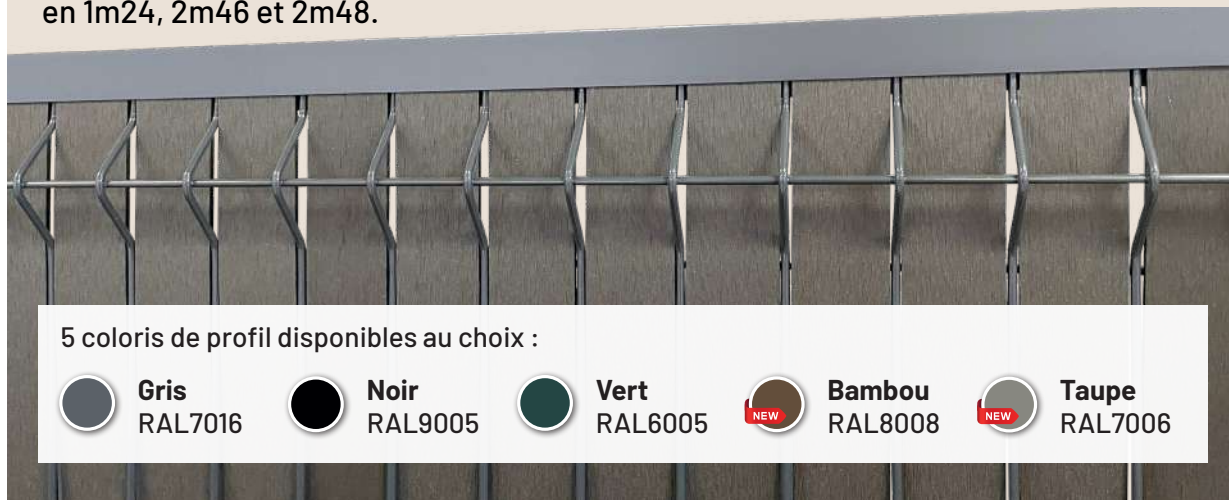 en 1m24, 2m46 et 2m48.
5 coloris de profil disponibles au choix :
Gris
RAL7016
Noir
RAL9005
Vert
RAL6005
NEW
Bambou
RAL8008
NEW
Taupe
RAL7006